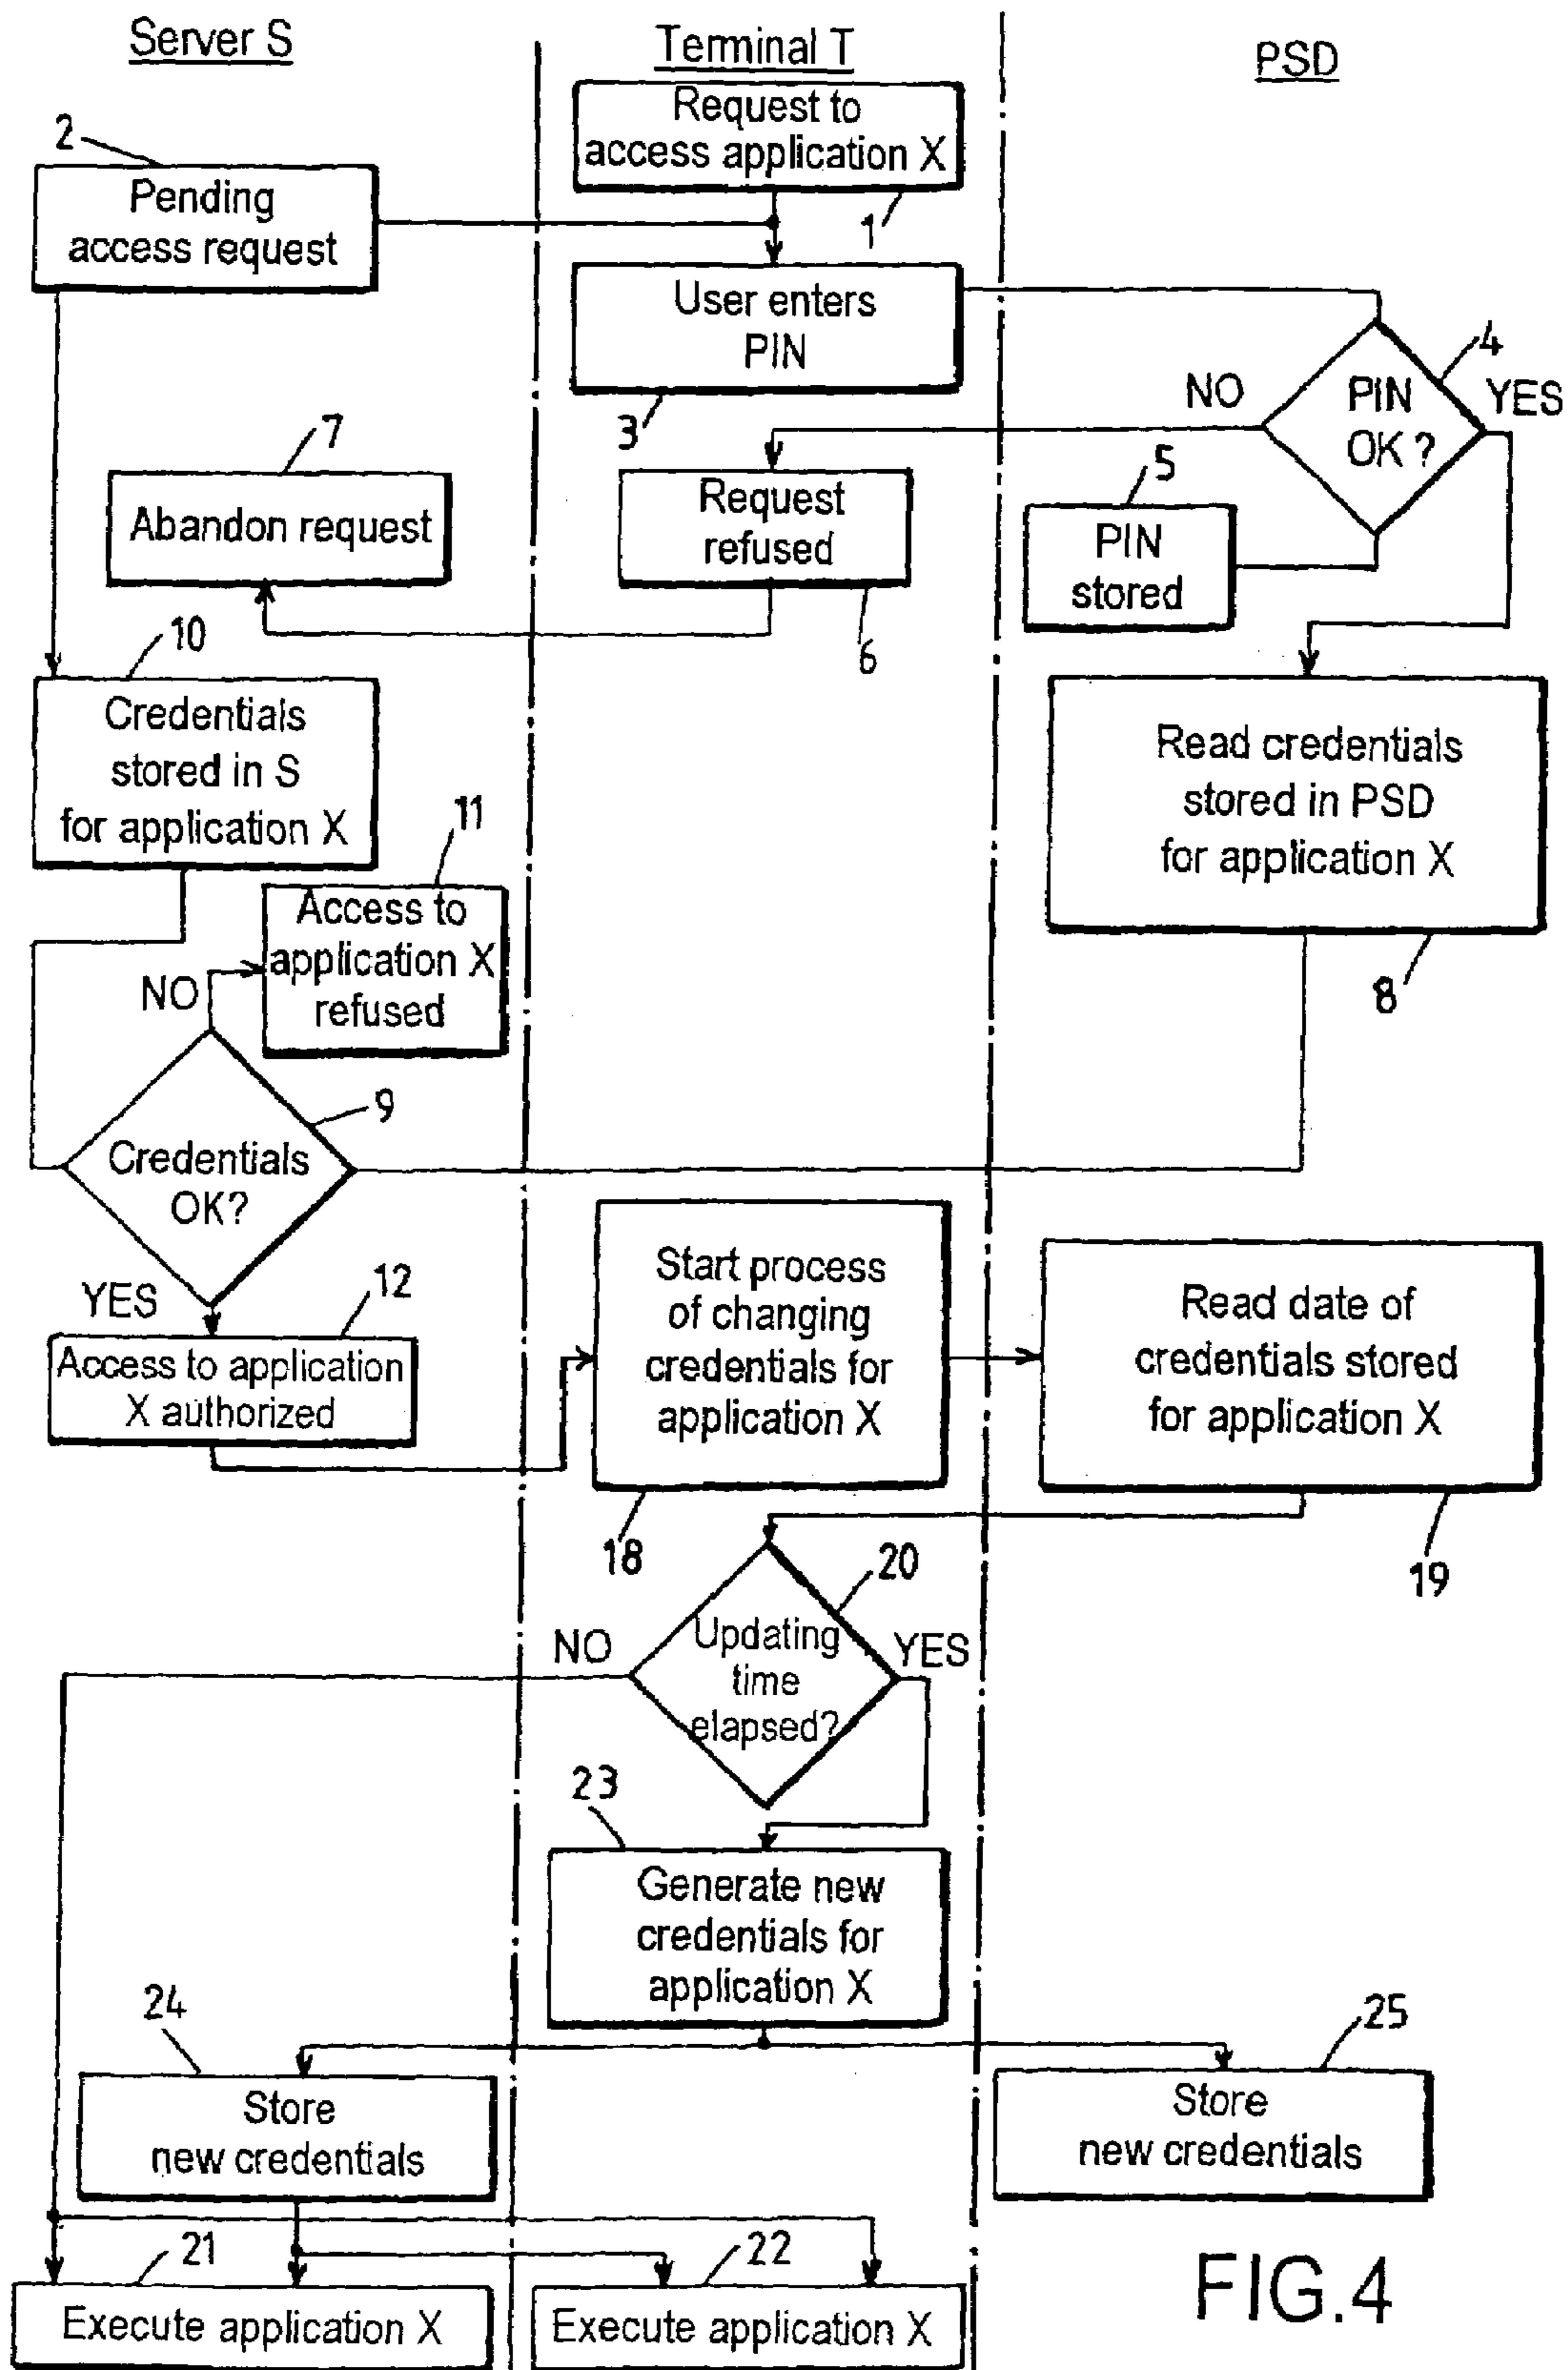 Server S
Terminal T
PSD
Request to
access application X
1
2
Pending
access request
User enters
PIN
3
4
PIN
OK ?
NO
YES
5
PIN
stored
7
Abandon request
Request
refused
6
10
Credentials
stored in S
for application X
Read credentials
stored in PSD
for application X
8
11
Access to
application X
refused
NO
9
Credentials
OK?
YES
12
Access to application
X authorized
Start process
of changing
credentials for
application X
18
Read date of
credentials stored
for application X
19
20
Updating
time
elapsed?
NO
YES
23
Generate new
credentials for
application X
24
Store
new credentials
25
Store
new credentials
21
Execute application X
22
Execute application X
FIG.4